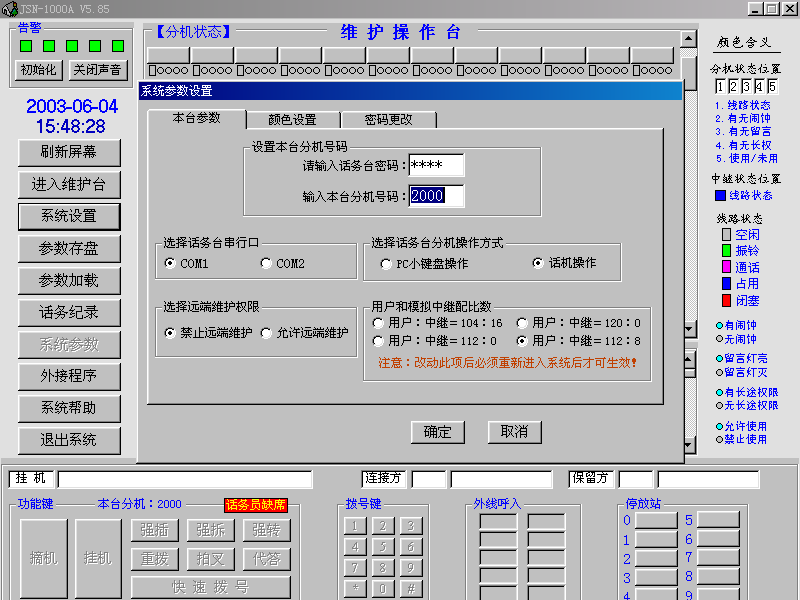 JSN-1000A V5.85
告警
初始化 关闭声音
2003-06-04
15:48:28
刷新屏幕
进入维护台
系统设置
参数存盘
参数加载
话务纪录
系统参数
外接程序
系统帮助
退出系统
【分机状态】 维 护 操 作 台
系统参数设置
本台参数 颜色设置 密码更改
设置本台分机号码
请输入话务台密码：****
输入本台分机号码：2000
选择话务台串行口
COM1 COM2
选择话务台分机操作方式
PC小键盘操作 话机操作
选择远端维护权限
禁止远端维护 允许远端维护
用户和模拟中继配比数
用户：中继＝104：16 用户：中继＝120：0
用户：中继＝112：0 用户：中继＝112：8
注意：改动此项后必须重新进入系统后才可生效!
确定 取消
颜色含义
分机状态位置
1 2 3 4 5
1. 线路状态
2. 有无闹钟
3. 有无留言
4. 有无长权
5. 使用/未用
中继状态位置
线路状态
线路状态
空闲
振铃
通话
占用
闭塞
有闹钟
无闹钟
留言灯亮
留言灯灭
有长途权限
无长途权限
允许使用
禁止使用
挂 机 连接方 保留方
功能键 本台分机：2000 话务员缺席
摘机 挂机 强插 强拆 强转
重拨 拍叉 代答
快 速 拨 号
拨号键
1 2 3
4 5 6
7 8 9
* 0 #
外线呼入
停放站
0 5
1 6
2 7
3 8
4 9